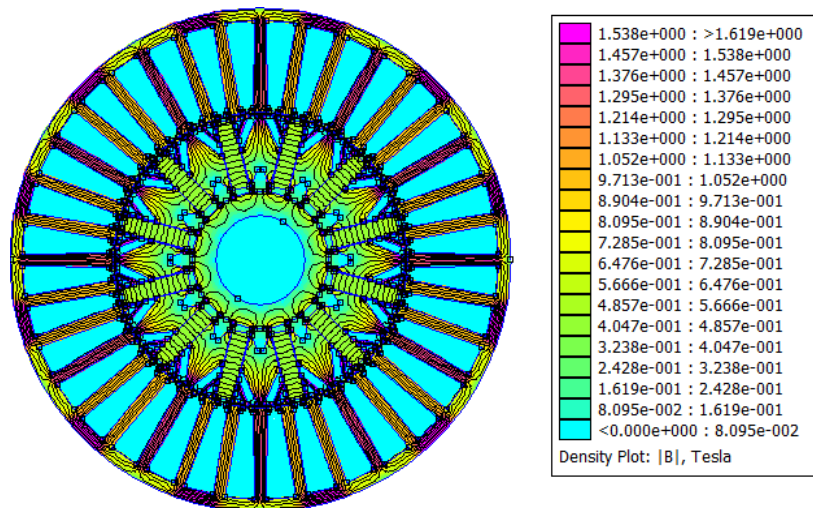 1.538e+000 : >1.619e+000
1.457e+000 : 1.538e+000
1.376e+000 : 1.457e+000
1.295e+000 : 1.376e+000
1.214e+000 : 1.295e+000
1.133e+000 : 1.214e+000
1.052e+000 : 1.133e+000
9.713e-001 : 1.052e+000
8.904e-001 : 9.713e-001
8.095e-001 : 8.904e-001
7.285e-001 : 8.095e-001
6.476e-001 : 7.285e-001
5.666e-001 : 6.476e-001
4.857e-001 : 5.666e-001
4.047e-001 : 4.857e-001
3.238e-001 : 4.047e-001
2.428e-001 : 3.238e-001
1.619e-001 : 2.428e-001
8.095e-002 : 1.619e-001
<0.000e+000 : 8.095e-002
Density Plot: |B|, Tesla